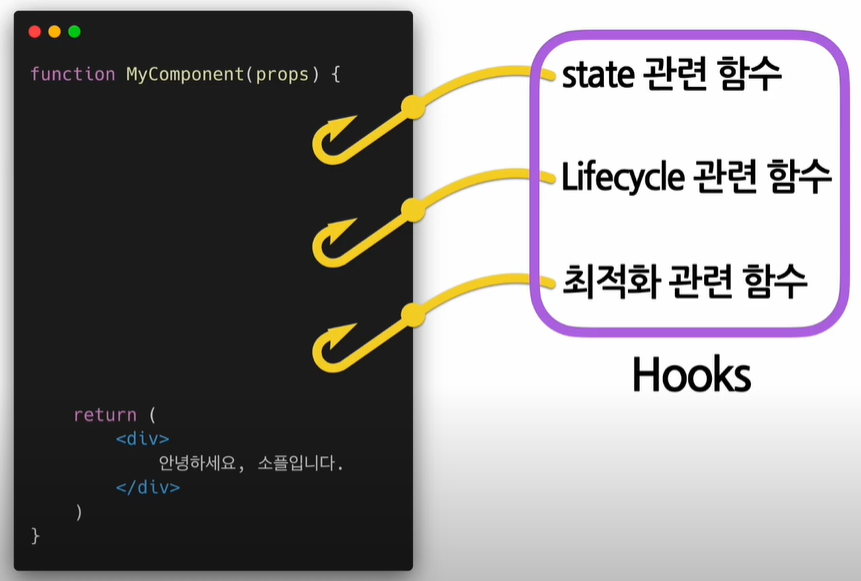 function MyComponent(props) {
state 관련 함수
Lifecycle 관련 함수
최적화 관련 함수
Hooks
return (
<div>
안녕하세요, 소플입니다.
</div>
)
}